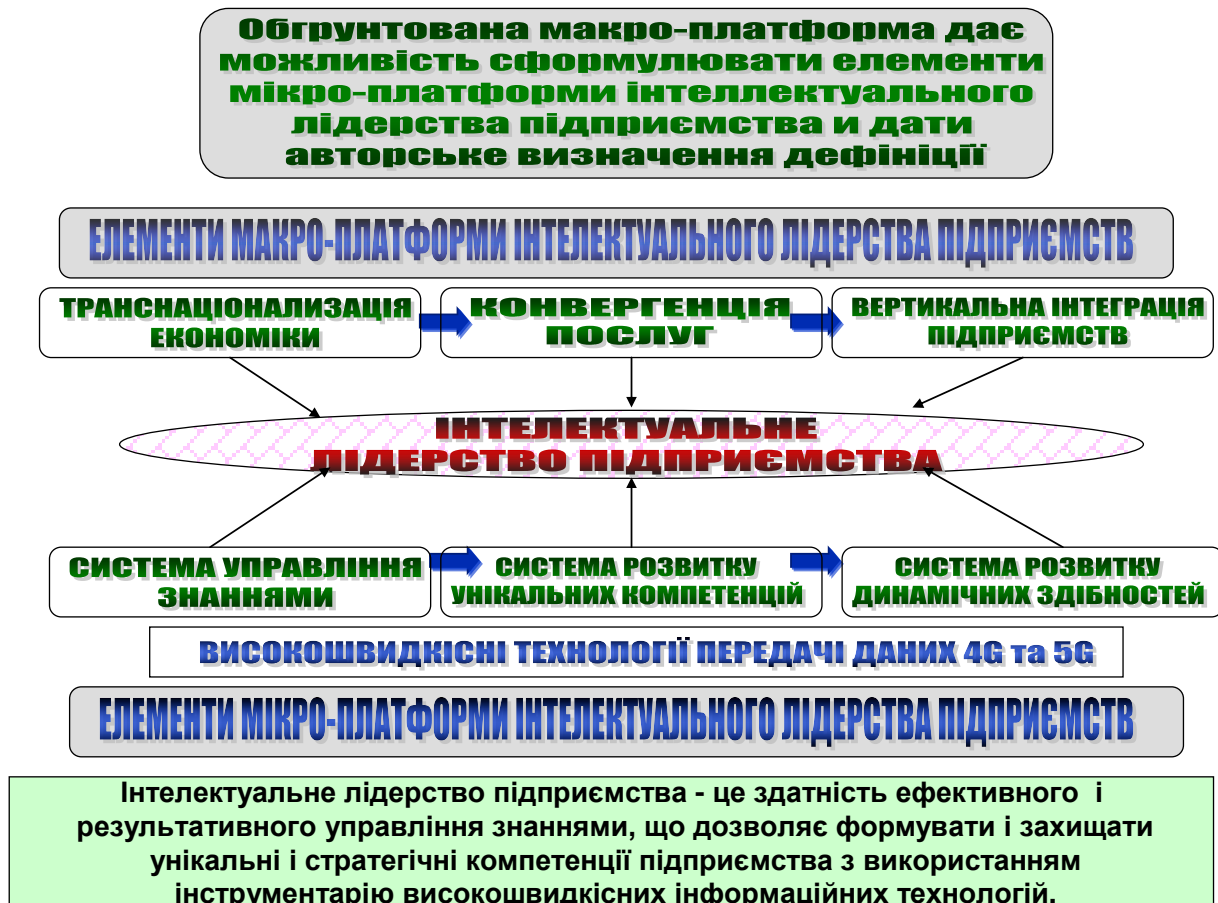 Обгрунтована макро-платформа дає
можливість сформулювати елементи
мікро-платформи інтеллектуального
лідерства підприємства и дати
авторське визначення дефініції
ЕЛЕМЕНТИ МАКРО-ПЛАТФОРМИ ІНТЕЛЕКТУАЛЬНОГО ЛІДЕРСТВА ПІДПРИЄМСТВ
ТРАНСНАЦІОНАЛИЗАЦІЯ
ЕКОНОМІКИ
КОНВЕРГЕНЦІЯ
ПОСЛУГ
ВЕРТИКАЛЬНА ІНТЕГРАЦІЯ
ПІДПРИЄМСТВ
ІНТЕЛЕКТУАЛЬНЕ
ЛІДЕРСТВО ПІДПРИЄМСТВА
СИСТЕМА УПРАВЛІННЯ
ЗНАННЯМИ
СИСТЕМА РОЗВИТКУ
УНІКАЛЬНИХ КОМПЕТЕНЦІЙ
СИСТЕМА РОЗВИТКУ
ДИНАМІЧНИХ ЗДІБНОСТЕЙ
ВИСОКОШВИДКІСНІ ТЕХНОЛОГІЇ ПЕРЕДАЧІ ДАНИХ 4G та 5G
ЕЛЕМЕНТИ МІКРО-ПЛАТФОРМИ ІНТЕЛЕКТУАЛЬНОГО ЛІДЕРСТВА ПІДПРИЄМСТВ
Інтелектуальне лідерство підприємства - це здатність ефективного і
результативного управління знаннями, що дозволяє формувати і захищати
унікальні і стратегічні компетенції підприємства з використанням
інструментарію високошвидкісних інформаційних технологій.